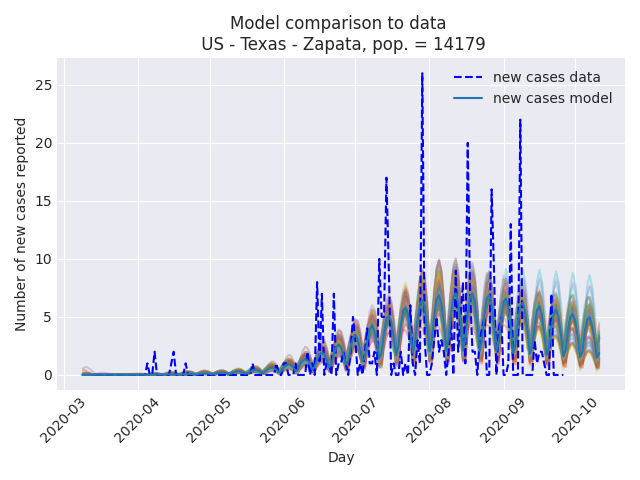 Model comparison to data
US - Texas - Zapata, pop. = 14179
new cases data
new cases model
Number of new cases reported
25
20
15
10
5
0
2020-03
2020-04
2020-05
2020-06
2020-07
2020-08
2020-09
2020-10
Day